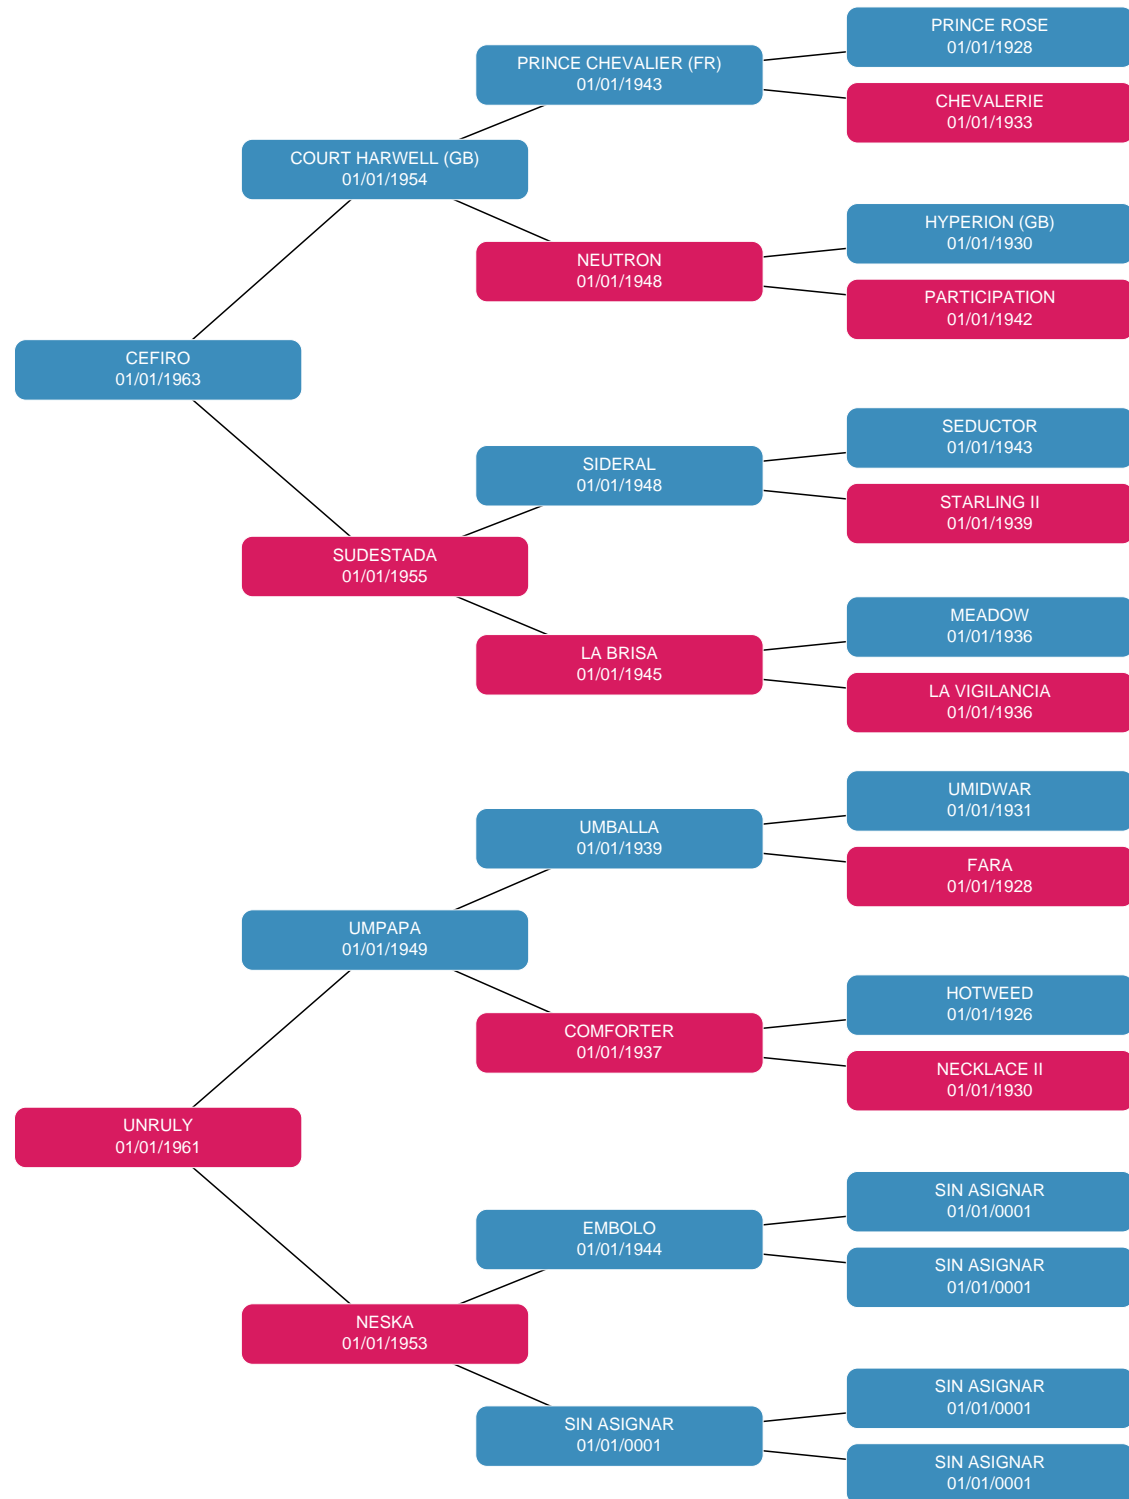 PRINCE ROSE
01/01/1928
PRINCE CHEVALIER (FR)
01/01/1943
CHEVALERIE
01/01/1933
COURT HARWELL (GB)
01/01/1954
HYPERION (GB)
01/01/1930
NEUTRON
01/01/1948
PARTICIPATION
01/01/1942
CEFIRO
01/01/1963
SEDUCTOR
01/01/1943
SIDERAL
01/01/1948
STARLING II
01/01/1939
SUDESTADA
01/01/1955
MEADOW
01/01/1936
LA BRISA
01/01/1945
LA VIGILANCIA
01/01/1936
UMIDWAR
01/01/1931
UMBALLA
01/01/1939
FARA
01/01/1928
UMPAPA
01/01/1949
HOTWEED
01/01/1926
COMFORTER
01/01/1937
NECKLACE II
01/01/1930
UNRULY
01/01/1961
SIN ASIGNAR
01/01/0001
EMBOLO
01/01/1944
SIN ASIGNAR
01/01/0001
NESKA
01/01/1953
SIN ASIGNAR
01/01/0001
SIN ASIGNAR
01/01/0001
SIN ASIGNAR
01/01/0001